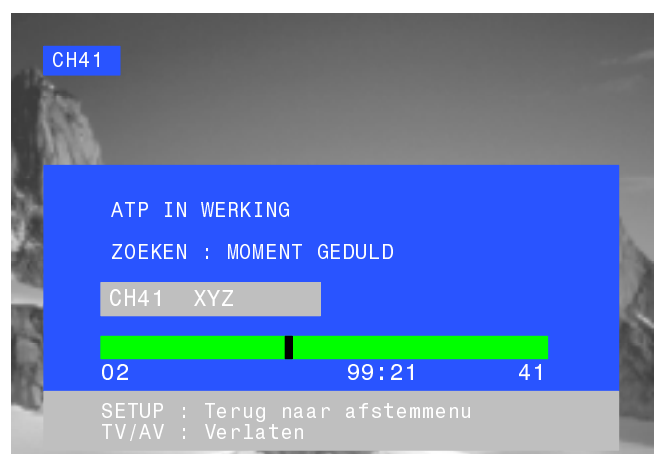 CH41
ATP IN WERKING
ZOEKEN : MOMENT GEDULD
CH41 XYZ
02 99:21 41
SETUP : Terug naar afstemmenu
TV/AV : Verlaten